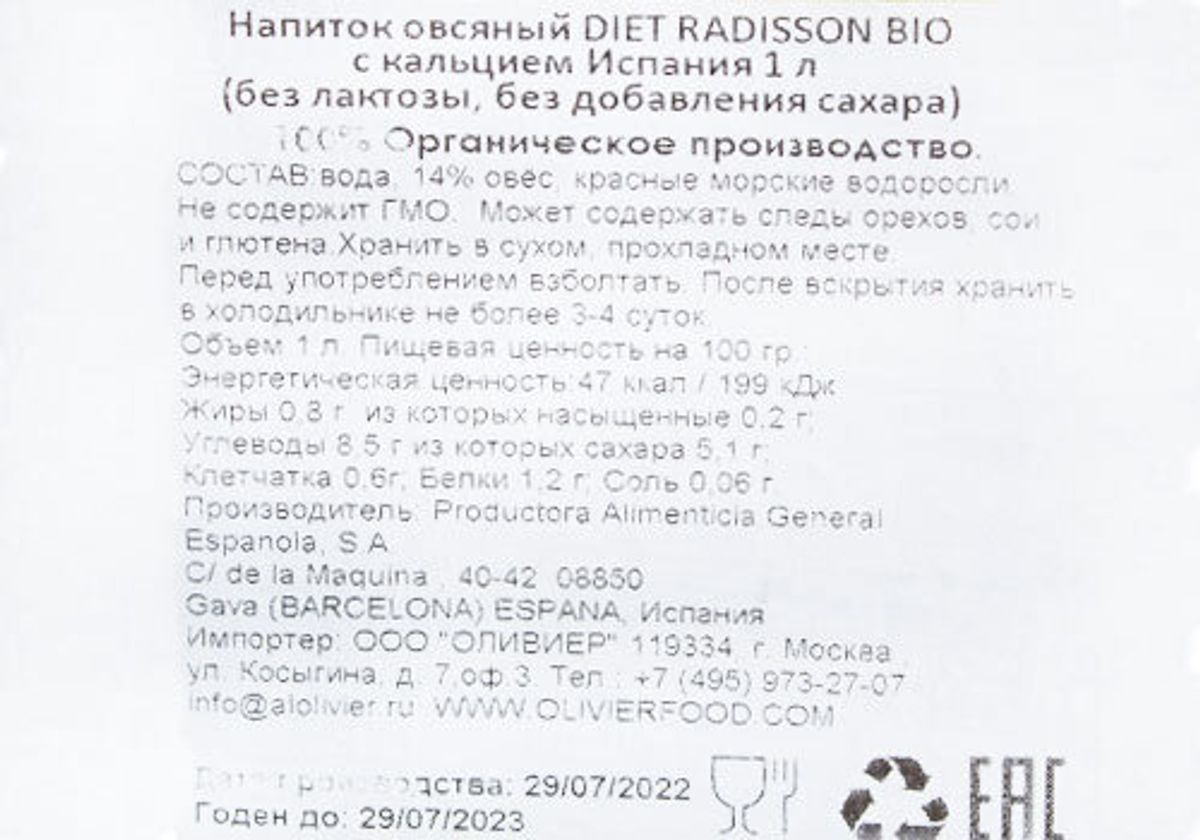 Напиток овсяный DIET RADISSON BIO
с кальцием Испания 1 л
(без лактозы, без добавления сахара)
100% Органическое производство.
СОСТАВ:вода, 14% овёс, красные морские водоросли.
Не содержит ГМО. Может содержать следы орехов, сои
и глютена.Хранить в сухом, прохладном месте.
Перед употреблением взболтать. После вскрытия хранить
в холодильнике не более 3-4 суток.
Объем 1 л. Пищевая ценность на 100 гр.:
Энергетическая ценность:47 ккал / 199 кДж
Жиры 0,8 г. из которых насыщенные 0,2 г;
Углеводы 8,5 г из которых сахара 5,1 г;
Клетчатка 0,6г; Белки 1,2 г; Соль 0,06 г.
Производитель: Productora Alimenticia General
Espanola, S.A.
C/ de la Maquina , 40-42 08850
Gava (BARCELONA) ESPANA, Испания
Импортер: ООО "ОЛИВИЕР" 119334, г. Москва ,
ул. Косыгина, д. 7,оф.3. Тел.: +7 (495) 973-27-07
info@alolivier.ru WWW.OLIVIERFOOD.COM
Дата производства: 29/07/2022
Годен до: 29/07/2023
EAC